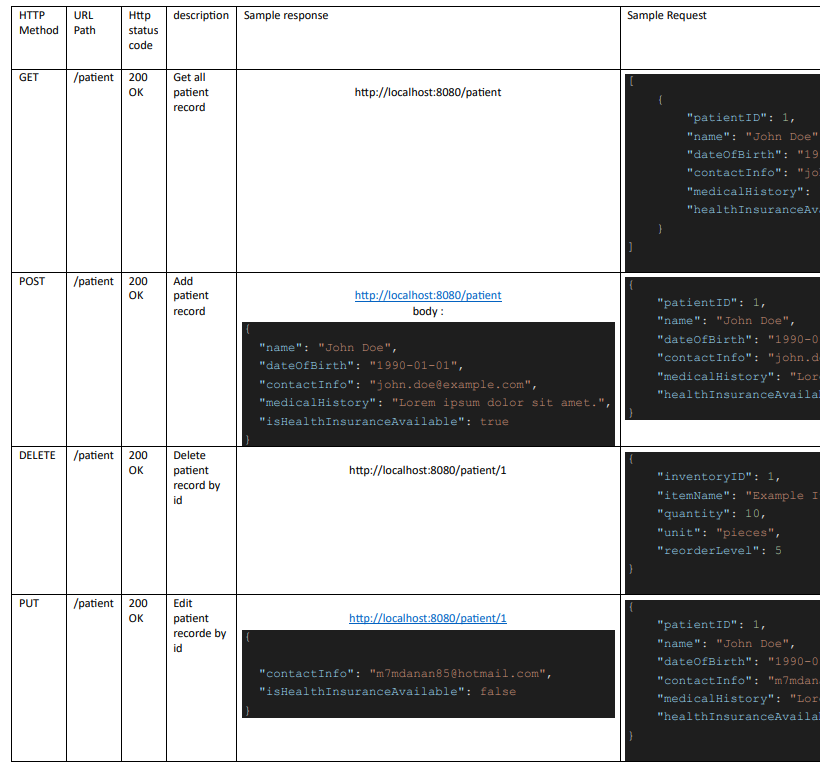 HTTP Method URL Path Http status code description Sample response Sample Request
GET /patient 200 OK Get all patient record
http://localhost:8080/patient
[
{
"patientID": 1,
"name": "John Doe"
"dateOfBirth": "19
"contactInfo": "jo
"medicalHistory":
"healthInsuranceAv
}
]
POST /patient 200 OK Add patient record
http://localhost:8080/patient
body :
{
"name": "John Doe",
"dateOfBirth": "1990-01-01",
"contactInfo": "john.doe@example.com",
"medicalHistory": "Lorem ipsum dolor sit amet.",
"isHealthInsuranceAvailable": true
}
{
"patientID": 1,
"name": "John Doe",
"dateOfBirth": "1990-0
"contactInfo": "john.d
"medicalHistory": "Lor
"healthInsuranceAvaila
}
DELETE /patient 200 OK Delete patient record by id
http://localhost:8080/patient/1
{
"inventoryID": 1,
"itemName": "Example I
"quantity": 10,
"unit": "pieces",
"reorderLevel": 5
}
PUT /patient 200 OK Edit patient recorde by id
http://localhost:8080/patient/1
{
"contactInfo": "m7mdanan85@hotmail.com",
"isHealthInsuranceAvailable": false
}
{
"patientID": 1,
"name": "John Doe",
"dateOfBirth": "1990-0
"contactInfo": "m7mdan
"medicalHistory": "Lor
"healthInsuranceAvaila
}